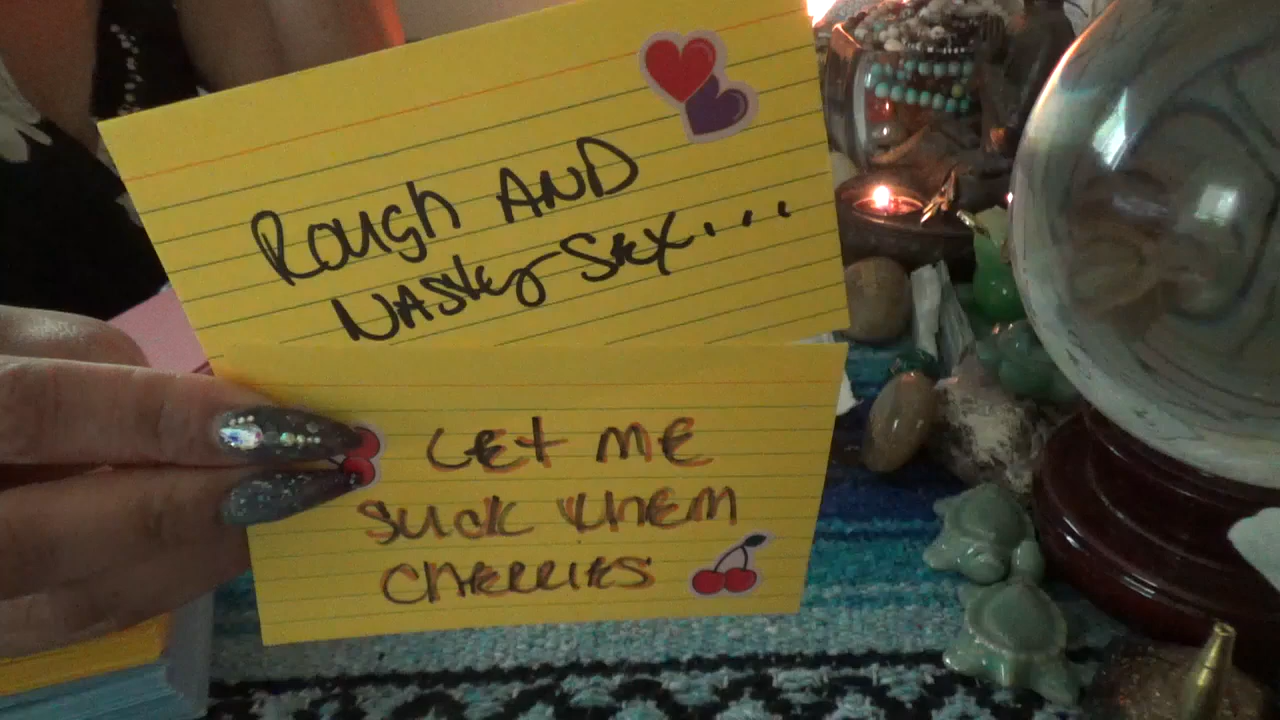 ROUGH AND
NASTY SEX...
LET ME
SUCK THEM
CHERRIES